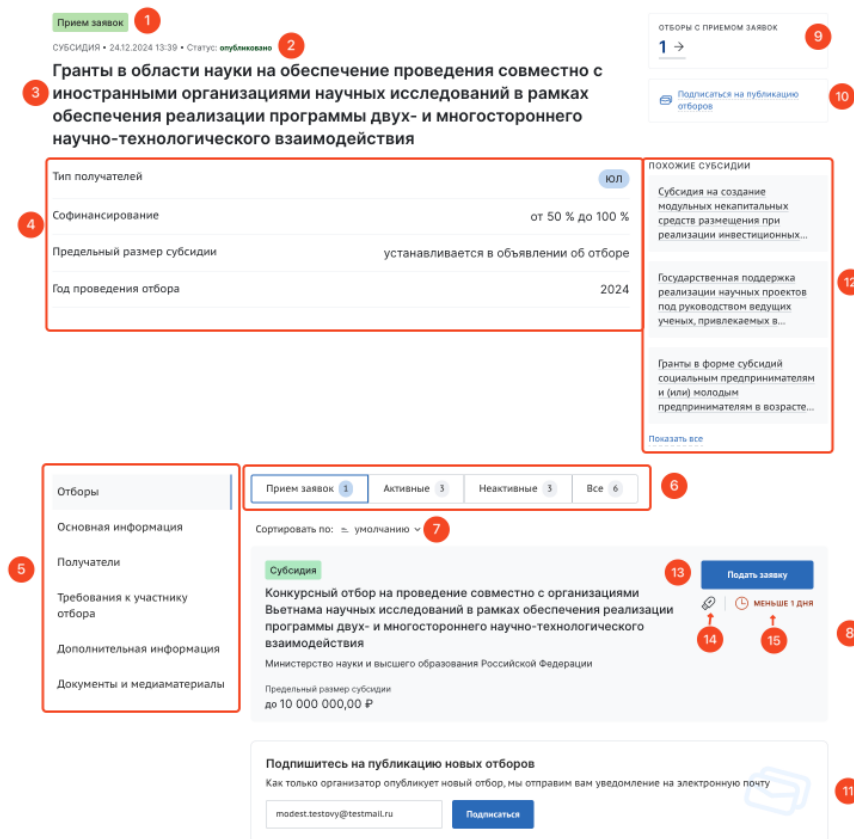 Прием заявок
1
СУБСИДИЯ • 24.12.2024 13:39 • Статус: опубликовано
2
3
Гранты в области науки на обеспечение проведения совместно с
иностранными организациями научных исследований в рамках
обеспечения реализации программы двух- и многостороннего
научно-технологического взаимодействия
ОТБОРЫ С ПРИЕМОМ ЗАЯВОК
1 →
9
Подписаться на публикацию
отборов
10
4
Тип получателей
ЮЛ
Софинансирование
от 50 % до 100 %
Предельный размер субсидии
устанавливается в объявлении об отборе
Год проведения отбора
2024
ПОХОЖИЕ СУБСИДИИ
Субсидия на создание
модульных некапитальных
средств размещения при
реализации инвестиционных...
Государственная поддержка
реализации научных проектов
под руководством ведущих
ученых, привлекаемых в...
Гранты в форме субсидий
социальным предпринимателям
и (или) молодым
предпринимателям в возрасте...
Показать все
12
5
Отборы
Основная информация
Получатели
Требования к участнику
отбора
Дополнительная информация
Документы и медиаматериалы
Прием заявок 1
Активные 3
Неактивные 3
Все 6
6
Сортировать по: умолчанию
7
Субсидия
Конкурсный отбор на проведение совместно с организациями
Вьетнама научных исследований в рамках обеспечения реализации
программы двух- и многостороннего научно-технологического
взаимодействия
Министерство науки и высшего образования Российской Федерации
Предельный размер субсидии
до 10 000 000,00 ₽
13
Подать заявку
МЕНЬШЕ 1 ДНЯ
14
15
8
Подпишитесь на публикацию новых отборов
Как только организатор опубликует новый отбор, мы отправим вам уведомление на электронную почту
modest.testovy@testmail.ru
Подписаться
11